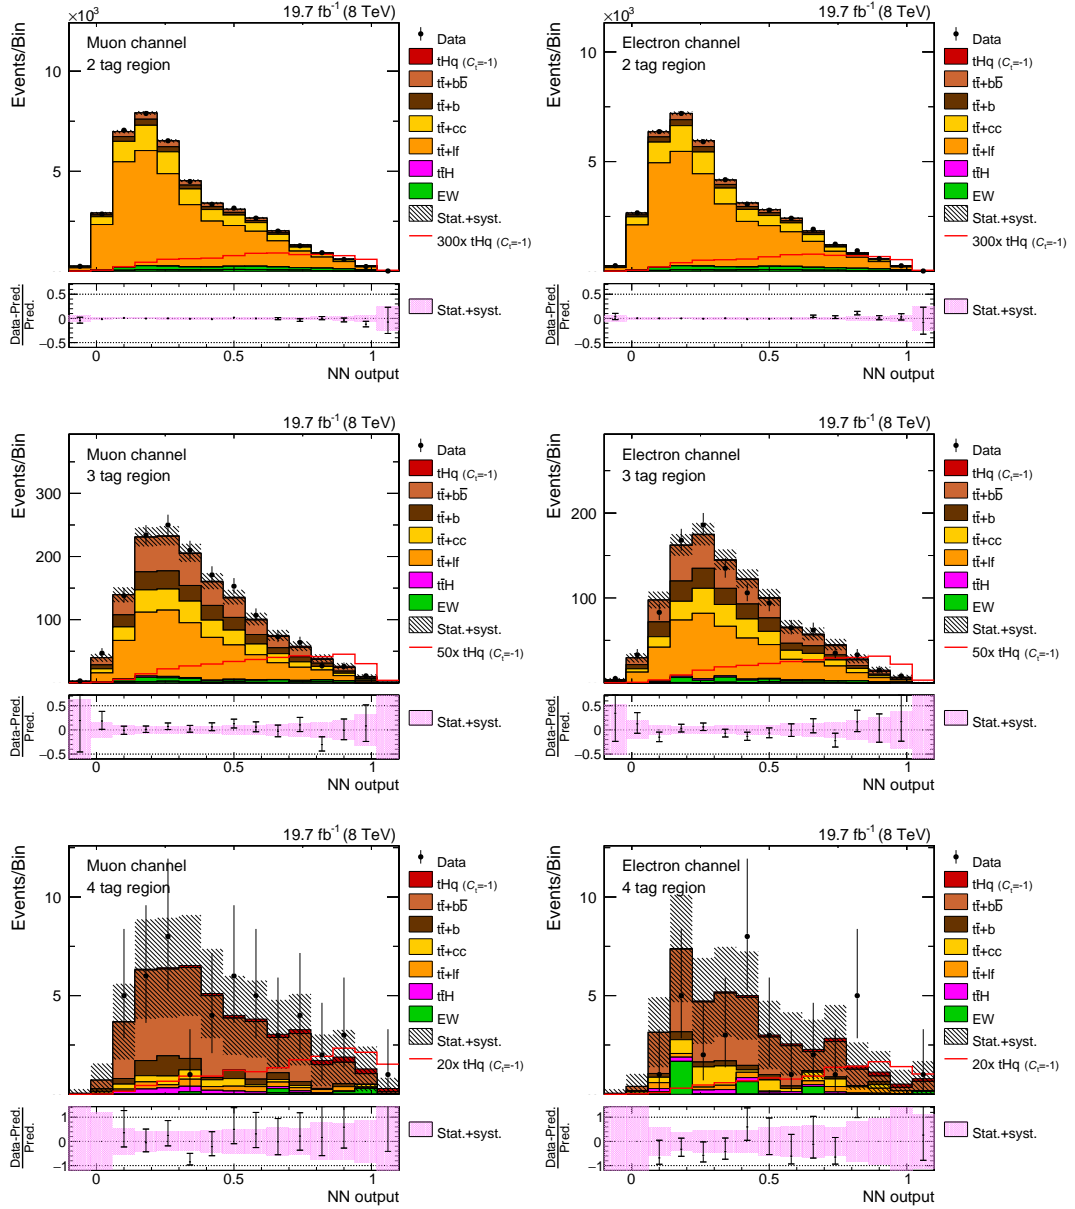 ×10³ 19.7 fb⁻¹ (8 TeV)
Events/Bin
Muon channel
2 tag region
10
5
Data
tHq (Cₜ=-1)
tt̄+bb̄
tt̄+b
tt̄+cc
tt̄+lf
tt̄H
EW
Stat.+syst.
300x tHq (Cₜ=-1)
Data-Pred.
Pred.
0.5
0
−0.5
Stat.+syst.
0 0.5 1
NN output
×10³ 19.7 fb⁻¹ (8 TeV)
Events/Bin
Electron channel
2 tag region
10
5
Data
tHq (Cₜ=-1)
tt̄+bb̄
tt̄+b
tt̄+cc
tt̄+lf
tt̄H
EW
Stat.+syst.
300x tHq (Cₜ=-1)
Data-Pred.
Pred.
0.5
0
−0.5
Stat.+syst.
0 0.5 1
NN output
19.7 fb⁻¹ (8 TeV)
Events/Bin
Muon channel
3 tag region
300
200
100
Data
tHq (Cₜ=-1)
tt̄+bb̄
tt̄+b
tt̄+cc
tt̄+lf
tt̄H
EW
Stat.+syst.
50x tHq (Cₜ=-1)
Data-Pred.
Pred.
0.5
0
−0.5
Stat.+syst.
0 0.5 1
NN output
19.7 fb⁻¹ (8 TeV)
Events/Bin
Electron channel
3 tag region
200
100
Data
tHq (Cₜ=-1)
tt̄+bb̄
tt̄+b
tt̄+cc
tt̄+lf
tt̄H
EW
Stat.+syst.
50x tHq (Cₜ=-1)
Data-Pred.
Pred.
0.5
0
−0.5
Stat.+syst.
0 0.5 1
NN output
19.7 fb⁻¹ (8 TeV)
Events/Bin
Muon channel
4 tag region
10
5
Data
tHq (Cₜ=-1)
tt̄+bb̄
tt̄+b
tt̄+cc
tt̄+lf
tt̄H
EW
Stat.+syst.
20x tHq (Cₜ=-1)
Data-Pred.
Pred.
1
0
−1
Stat.+syst.
0 0.5 1
NN output
19.7 fb⁻¹ (8 TeV)
Events/Bin
Electron channel
4 tag region
10
5
Data
tHq (Cₜ=-1)
tt̄+bb̄
tt̄+b
tt̄+cc
tt̄+lf
tt̄H
EW
Stat.+syst.
20x tHq (Cₜ=-1)
Data-Pred.
Pred.
1
0
−1
Stat.+syst.
0 0.5 1
NN output